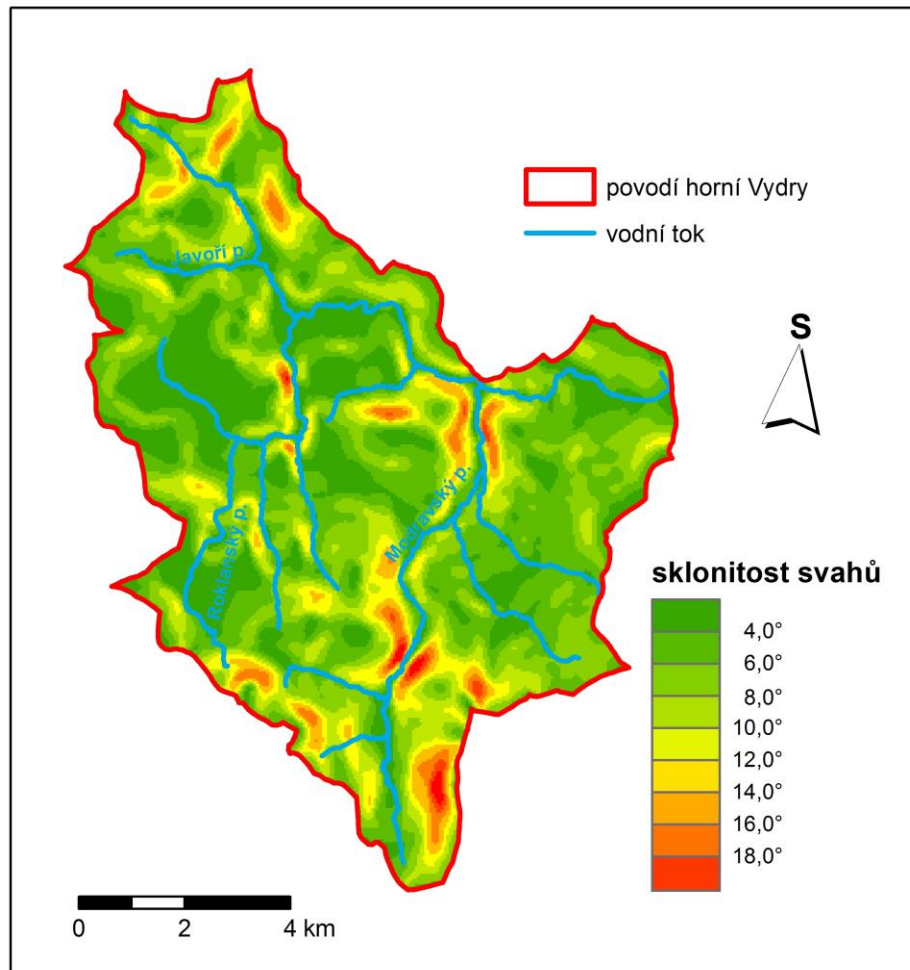 povodí horní Vydry
vodní tok
Javoří p.
S
Modravský p.
Roklanský p.
sklonitost svahů
4,0°
6,0°
8,0°
10,0°
12,0°
14,0°
16,0°
18,0°
0 2 4 km